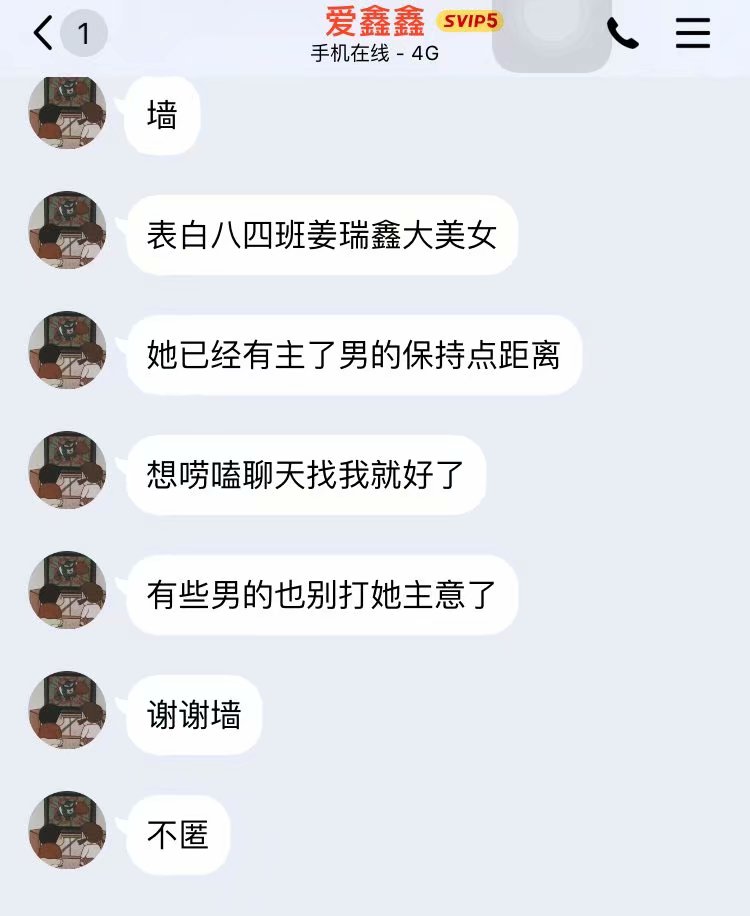 1
爱鑫鑫 SVIP5
手机在线 - 4G
墙
表白八四班姜瑞鑫大美女
她已经有主了男的保持点距离
想唠嗑聊天找我就好了
有些男的也别打她主意了
谢谢墙
不匿